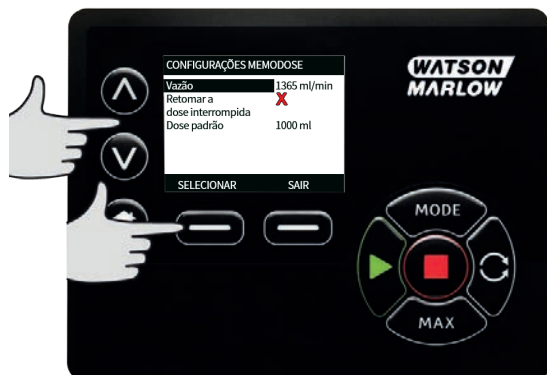 CONFIGURAÇÕES MEMODOSE
Vazão 1365 ml/min
Retomar a
dose interrompida
Dose padrão 1000 ml
SELECIONAR SAIR
WATSON
MARLOW
MODE
MAX